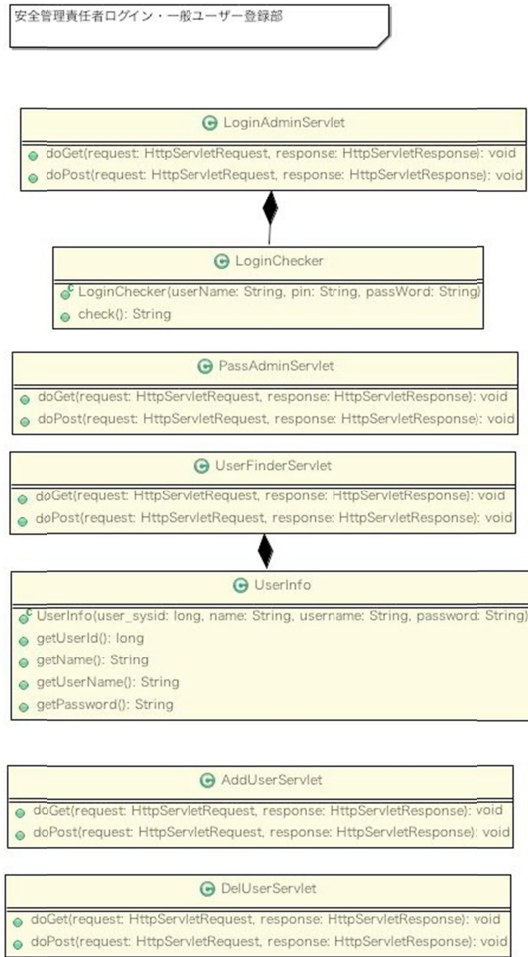 安全管理責任者ログイン・一般ユーザー登録部
C LoginAdminServlet
doGet(request: HttpServletRequest, response: HttpServletResponse): void
doPost(request: HttpServletRequest, response: HttpServletResponse): void
C LoginChecker
C LoginChecker(userName: String, pin: String, passWord: String)
check(): String
C PassAdminServlet
doGet(request: HttpServletRequest, response: HttpServletResponse): void
doPost(request: HttpServletRequest, response: HttpServletResponse): void
C UserFinderServlet
doGet(request: HttpServletRequest, response: HttpServletResponse): void
doPost(request: HttpServletRequest, response: HttpServletResponse): void
C UserInfo
C UserInfo(user_sysid: long, name: String, username: String, password: String)
getUserId(): long
getName(): String
getUserName(): String
getPassword(): String
C AddUserServlet
doGet(request: HttpServletRequest, response: HttpServletResponse): void
doPost(request: HttpServletRequest, response: HttpServletResponse): void
C DelUserServlet
doGet(request: HttpServletRequest, response: HttpServletResponse): void
doPost(request: HttpServletRequest, response: HttpServletResponse): void